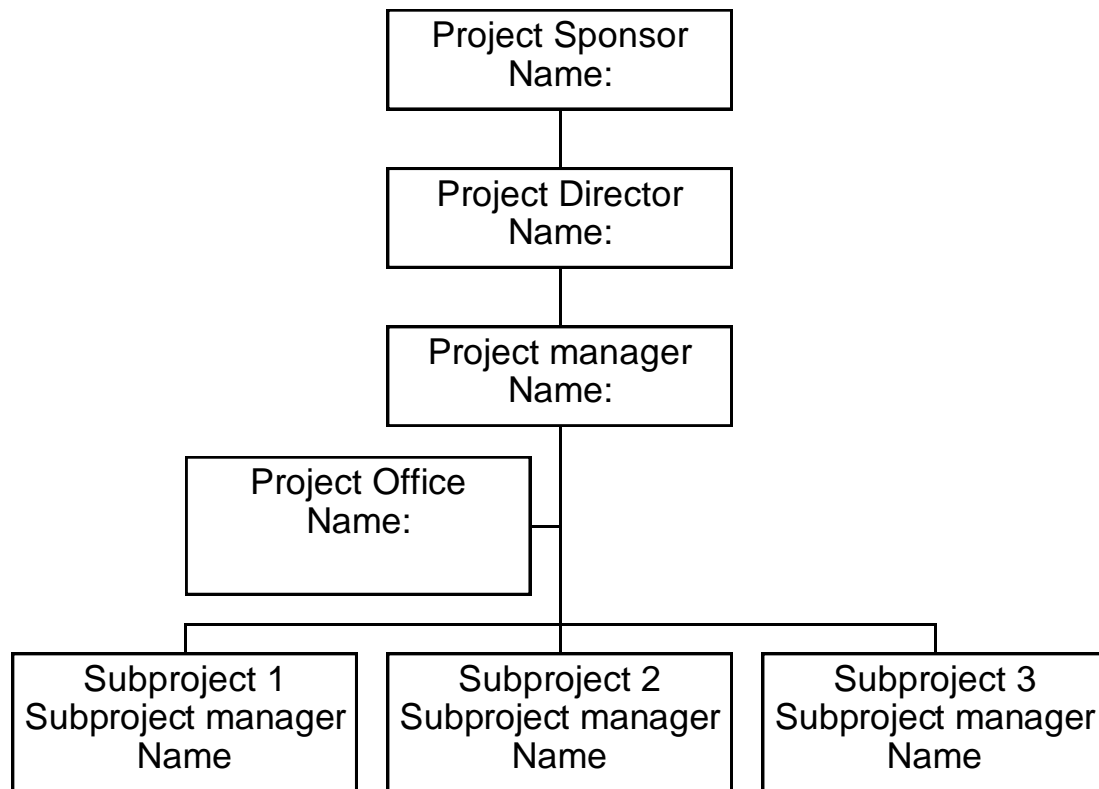 Project Sponsor
Name:
Project Director
Name:
Project manager
Name:
Project Office
Name:
Subproject 1
Subproject manager
Name
Subproject 2
Subproject manager
Name
Subproject 3
Subproject manager
Name